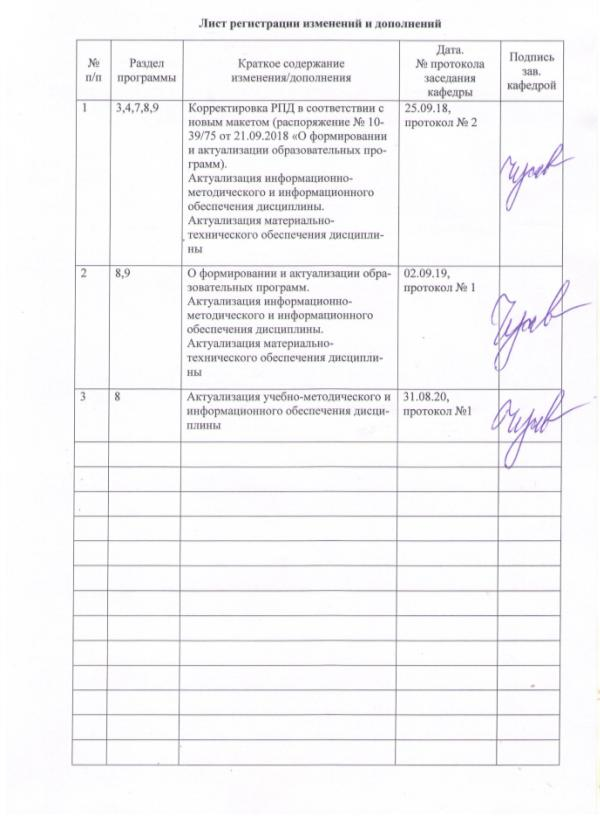 Лист регистрации изменений и дополнений
№ п/п
Раздел программы
Краткое содержание изменения/дополнения
Дата. № протокола заседания кафедры
Подпись зав. кафедрой
1
3,4,7,8,9
Корректировка РПД в соответствии с
новым макетом (распоряжение № 10-
39/75 от 21.09.2018 «О формировании
и актуализации образовательных про-
грамм).
Актуализация информационно-
методического и информационного
обеспечения дисциплины.
Актуализация материально-
технического обеспечения дисципли-
ны
25.09.18,
протокол № 2
2
8,9
О формировании и актуализации обра-
зовательных программ.
Актуализация информационно-
методического и информационного
обеспечения дисциплины.
Актуализация материально-
технического обеспечения дисципли-
ны
02.09.19,
протокол № 1
3
8
Актуализация учебно-методического и
информационного обеспечения дисци-
плины
31.08.20,
протокол №1